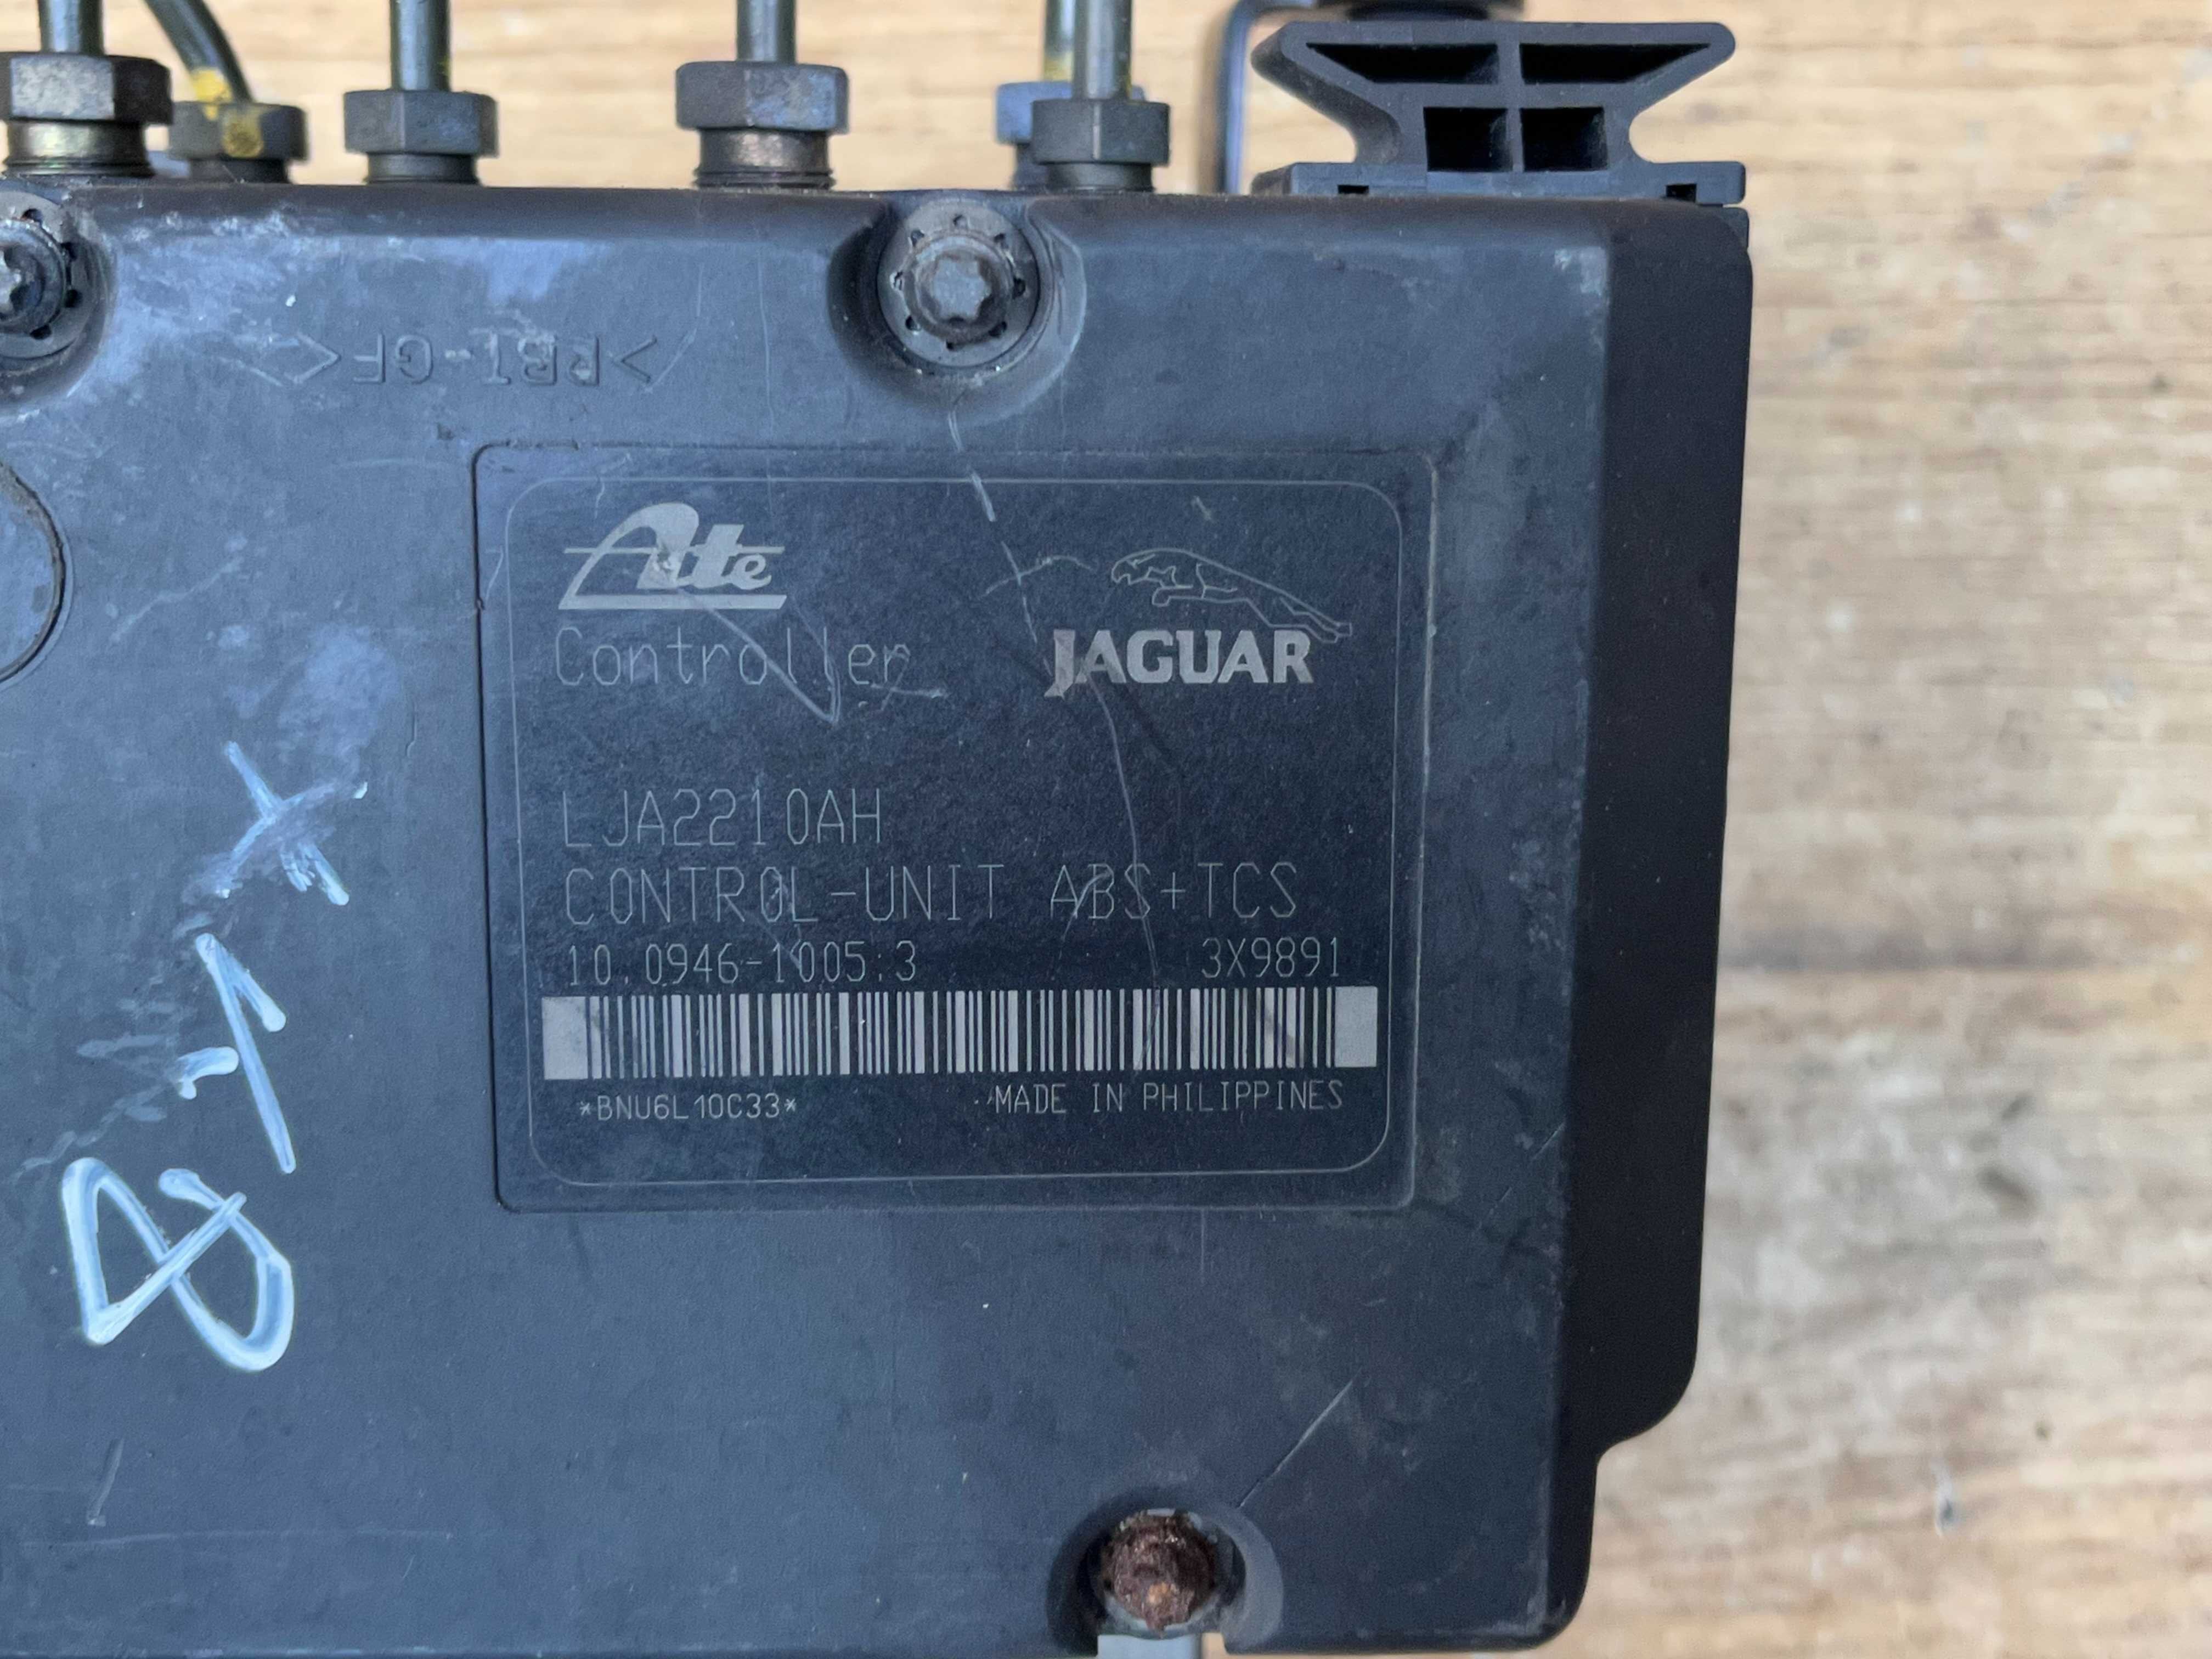 >PBT-GF<
Ate
Controller
JAGUAR
LJA2210AH
CONTROL-UNIT ABS+TCS
10.0946-1005.3 3X9891
*BNU6L10C33* MADE IN PHILIPPINES